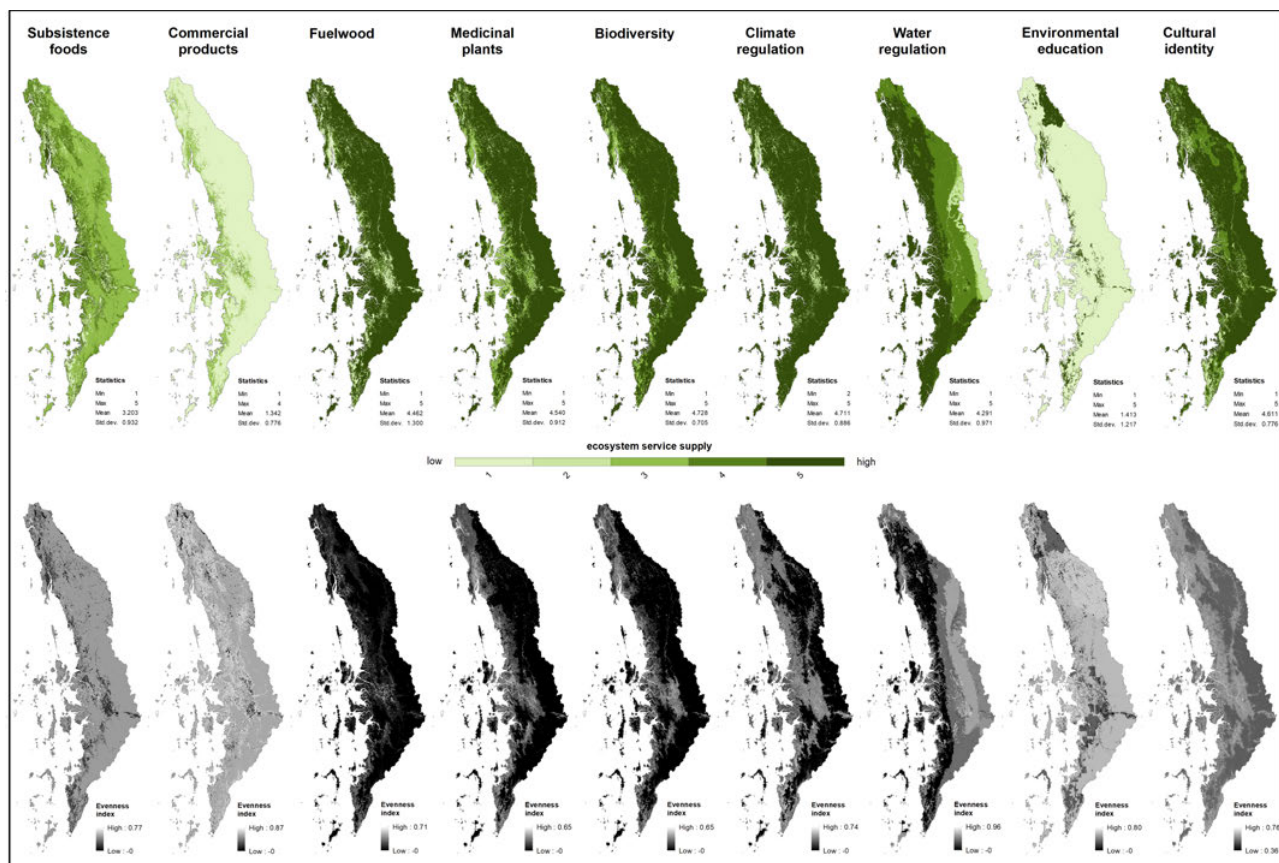 Subsistence foods
Commercial products
Fuelwood
Medicinal plants
Biodiversity
Climate regulation
Water regulation
Environmental education
Cultural identity
Statistics
Min 1
Max 5
Mean 3.203
Std.dev. 0.932
Statistics
Min 1
Max 4
Mean 1.342
Std.dev. 0.776
Statistics
Min 1
Max 5
Mean 4.462
Std.dev. 1.300
Statistics
Min 1
Max 5
Mean 4.540
Std.dev. 0.912
Statistics
Min 1
Max 5
Mean 4.728
Std.dev. 0.705
Statistics
Min 2
Max 5
Mean 4.711
Std.dev. 0.886
Statistics
Min 1
Max 5
Mean 4.291
Std.dev. 0.971
Statistics
Min 1
Max 5
Mean 1.413
Std.dev. 1.217
Statistics
Min 1
Max 5
Mean 4.611
Std.dev. 0.776
ecosystem service supply
low
high
1 2 3 4 5
Evenness index
High : 0.77
Low : ~0
Evenness index
High : 0.87
Low : ~0
Evenness index
High : 0.71
Low : ~0
Evenness index
High : 0.65
Low : ~0
Evenness index
High : 0.65
Low : ~0
Evenness index
High : 0.74
Low : ~0
Evenness index
High : 0.96
Low : ~0
Evenness index
High : 0.80
Low : ~0
Evenness index
High : 0.76
Low : 0.36